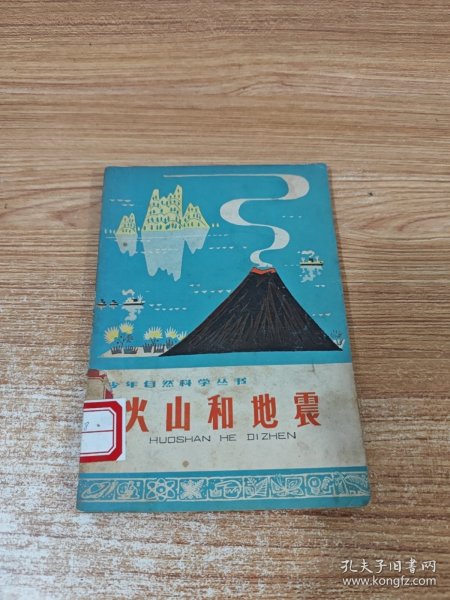 少年自然科学丛书
火山和地震
HUOSHAN HE DIZHEN
孔夫子旧书网
www.kongfz.com